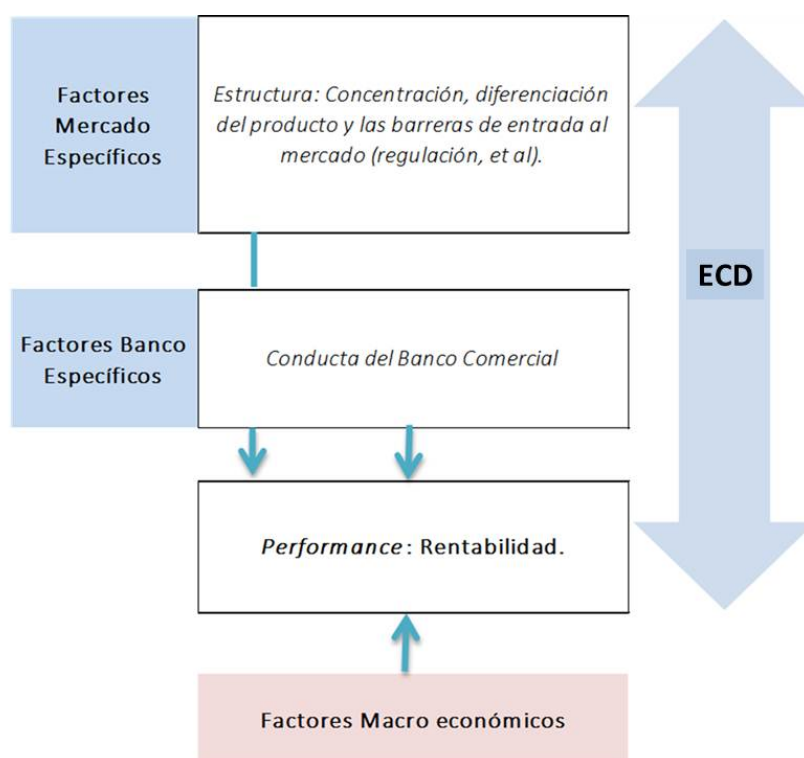 Factores
Mercado
Específicos
Estructura: Concentración, diferenciación
del producto y las barreras de entrada al
mercado (regulación, et al).
ECD
Factores Banco
Específicos
Conducta del Banco Comercial
Performance: Rentabilidad.
Factores Macro económicos